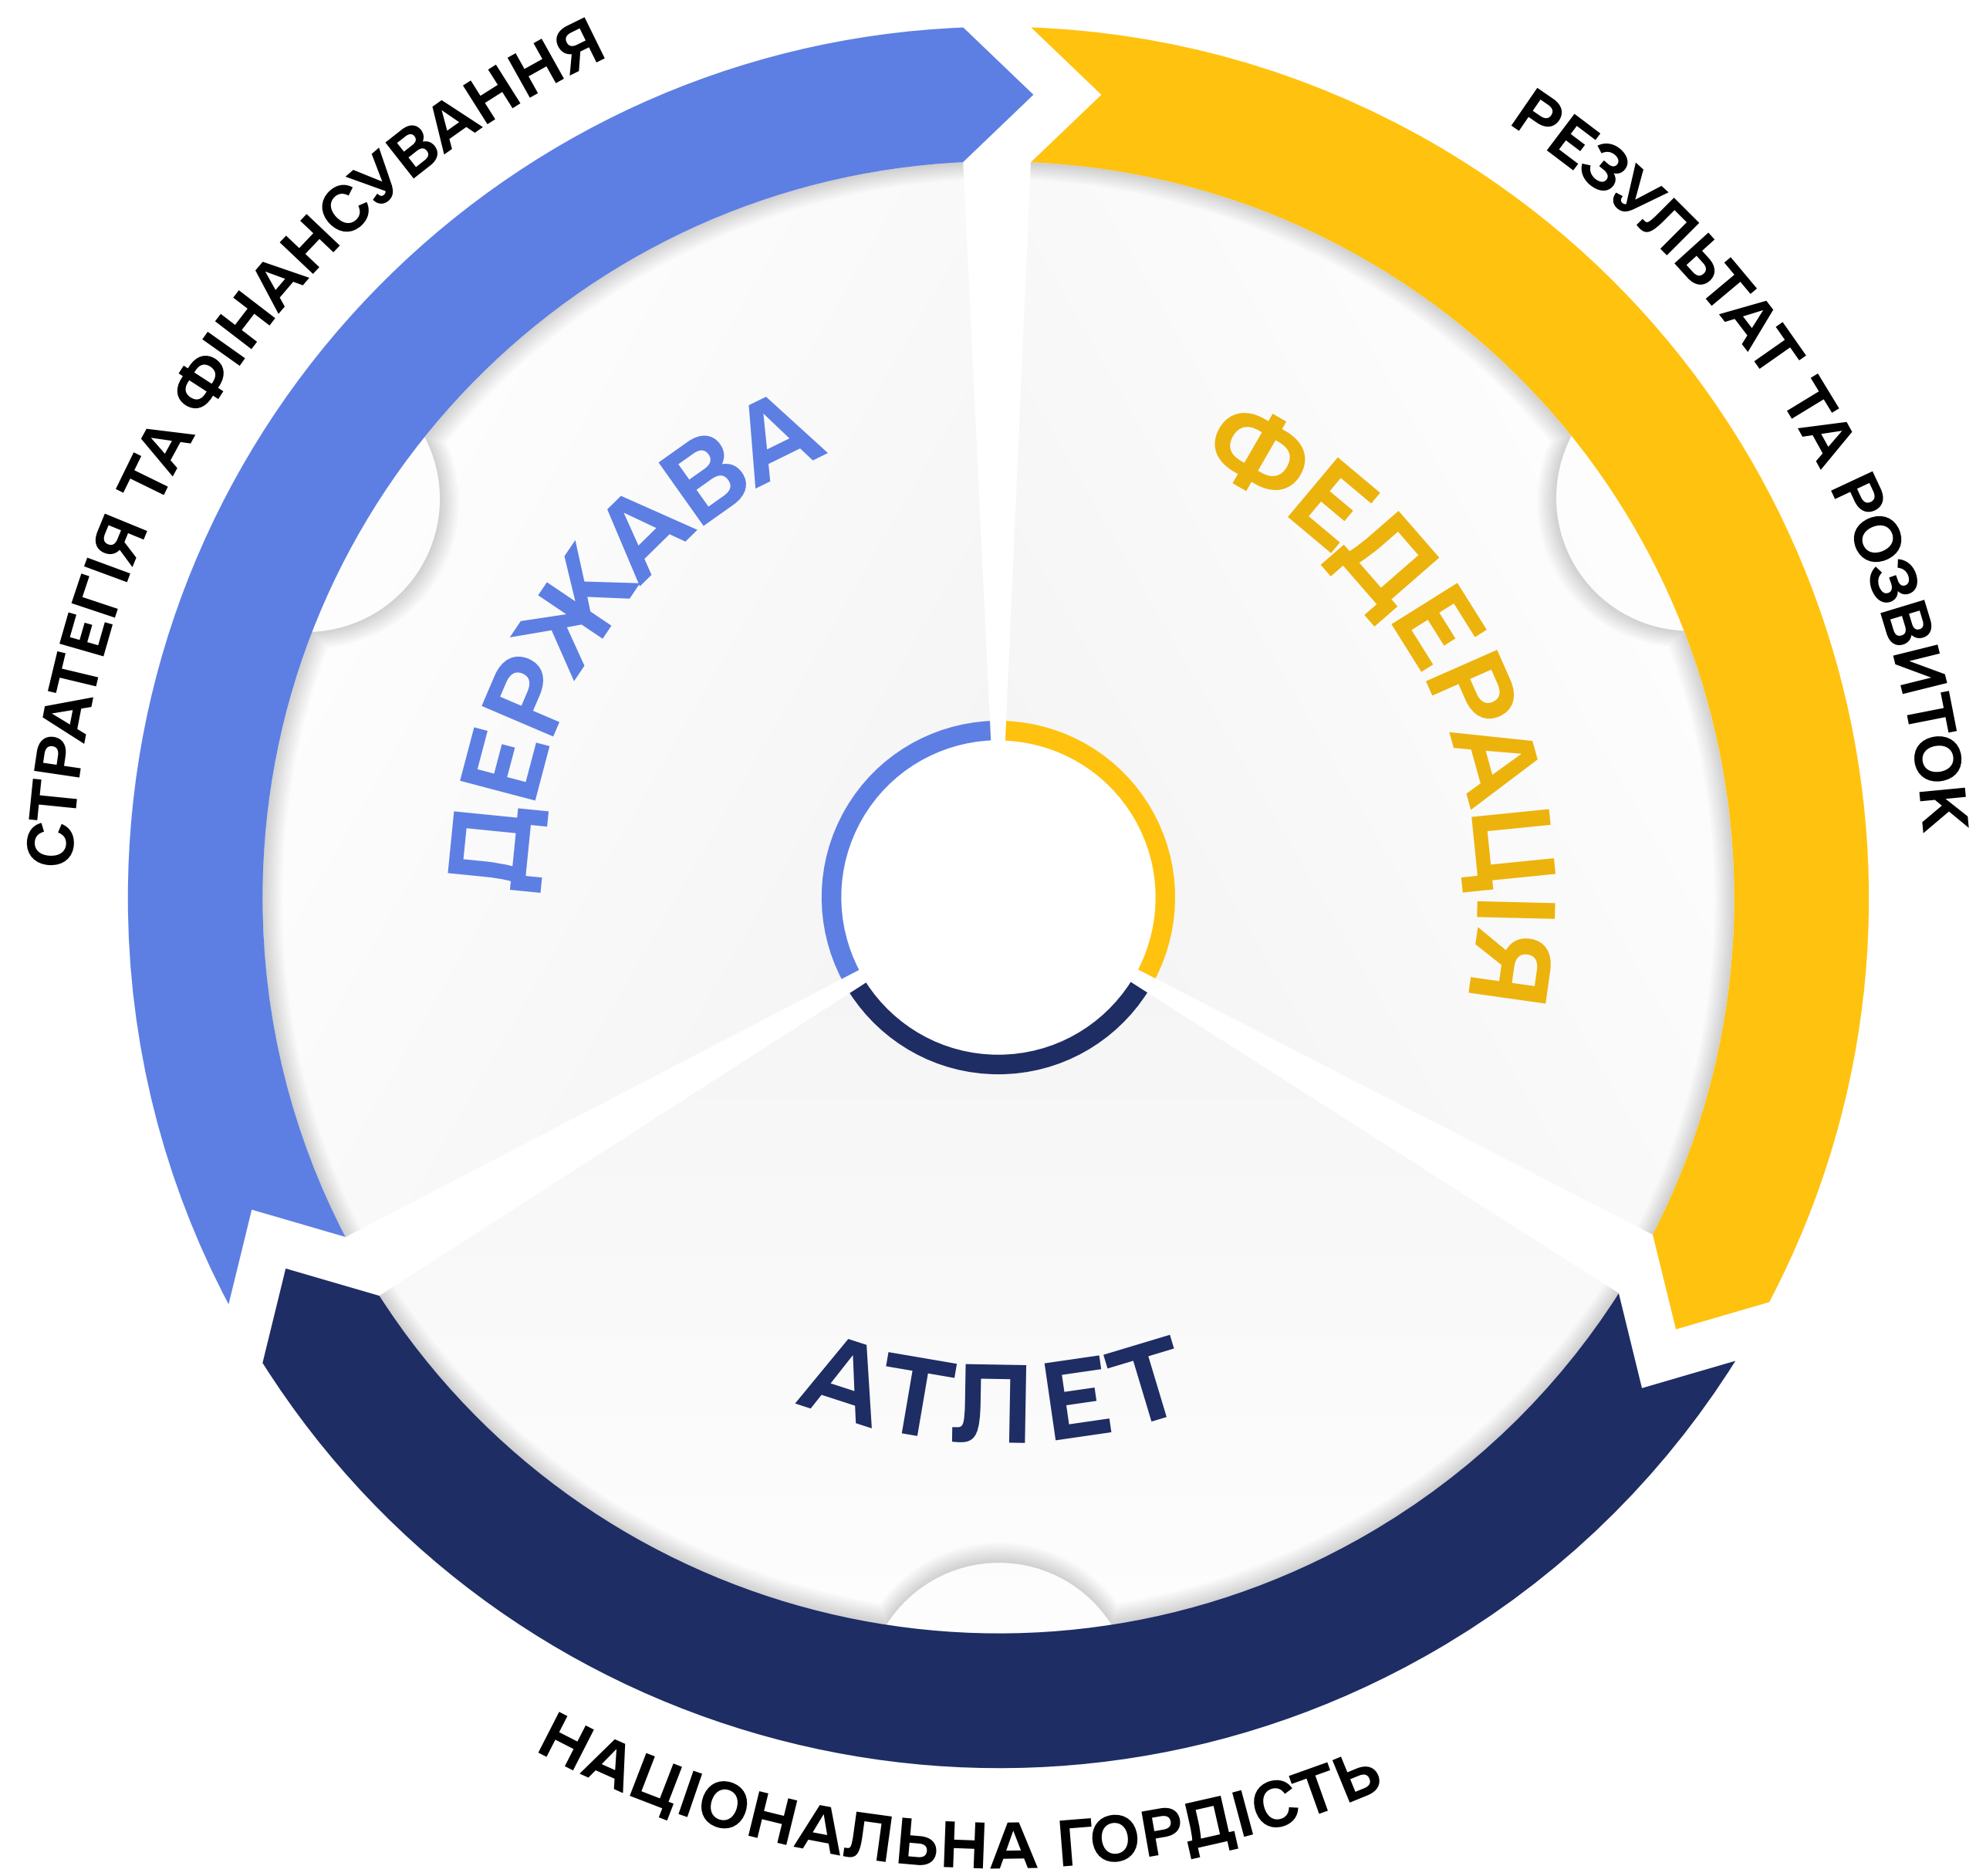 СТРАТЕГІЯ ТА ФІНАНСУВАННЯ
РЕЗУЛЬТАТ ТА РОЗВИТОК
ДЕРЖАВА
ФЕДЕРАЦІЯ
АТЛЕТ
НАЦІОНАЛЬНА ГОРДІСТЬ